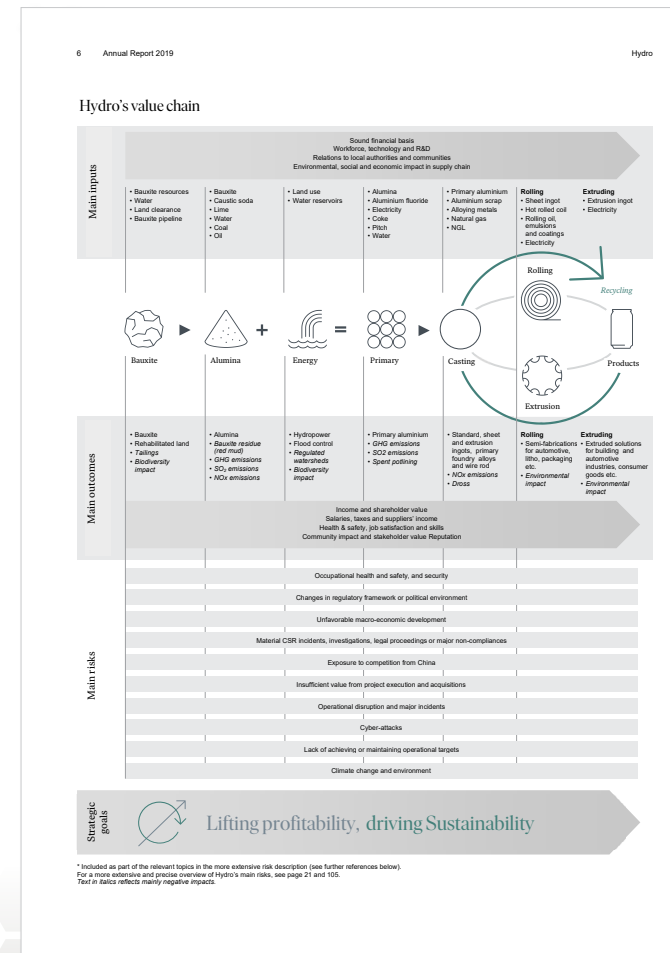 6 Annual Report 2019 Hydro
Hydro's value chain
Main inputs
Sound financial basis
Workforce, technology and R&D
Relations to local authorities and communities
Environmental, social and economic impact in supply chain
• Bauxite resources
• Water
• Land clearance
• Bauxite pipeline
• Bauxite
• Caustic soda
• Lime
• Water
• Coal
• Oil
• Land use
• Water reservoirs
• Alumina
• Aluminium fluoride
• Electricity
• Coke
• Pitch
• Water
• Primary aluminium
• Aluminium scrap
• Alloying metals
• Natural gas
• NGL
Rolling
• Sheet ingot
• Hot rolled coil
• Rolling oil,
emulsions
and coatings
• Electricity
Extruding
• Extrusion ingot
• Electricity
Rolling
Recycling
Bauxite
Alumina
+
Energy
=
Primary
Casting
Products
Extrusion
Main outcomes
• Bauxite
• Rehabilitated land
• Tailings
• Biodiversity
impact
• Alumina
• Bauxite residue
(red mud)
• GHG emissions
• SO₂ emissions
• NOx emissions
• Hydropower
• Flood control
• Regulated
watersheds
• Biodiversity
impact
• Primary aluminium
• GHG emissions
• SO2 emissions
• Spent potlining
• Standard, sheet
and extrusion
ingots, primary
foundry alloys
and wire rod
• NOx emissions
• Dross
Rolling
• Semi-fabrications
for automotive,
litho, packaging
etc.
• Environmental
impact
Extruding
• Extruded solutions
for building and
automotive
industries, consumer
goods etc.
• Environmental
impact
Income and shareholder value
Salaries, taxes and suppliers' income
Health & safety, job satisfaction and skills
Community impact and stakeholder value Reputation
Main risks
Occupational health and safety, and security
Changes in regulatory framework or political environment
Unfavorable macro-economic development
Material CSR incidents, investigations, legal proceedings or major non-compliances
Exposure to competition from China
Insufficient value from project execution and acquisitions
Operational disruption and major incidents
Cyber-attacks
Lack of achieving or maintaining operational targets
Climate change and environment
Strategic
goals
Lifting profitability, driving Sustainability
* Included as part of the relevant topics in the more extensive risk description (see further references below).
For a more extensive and precise overview of Hydro's main risks, see page 21 and 105.
Text in italics reflects mainly negative impacts.